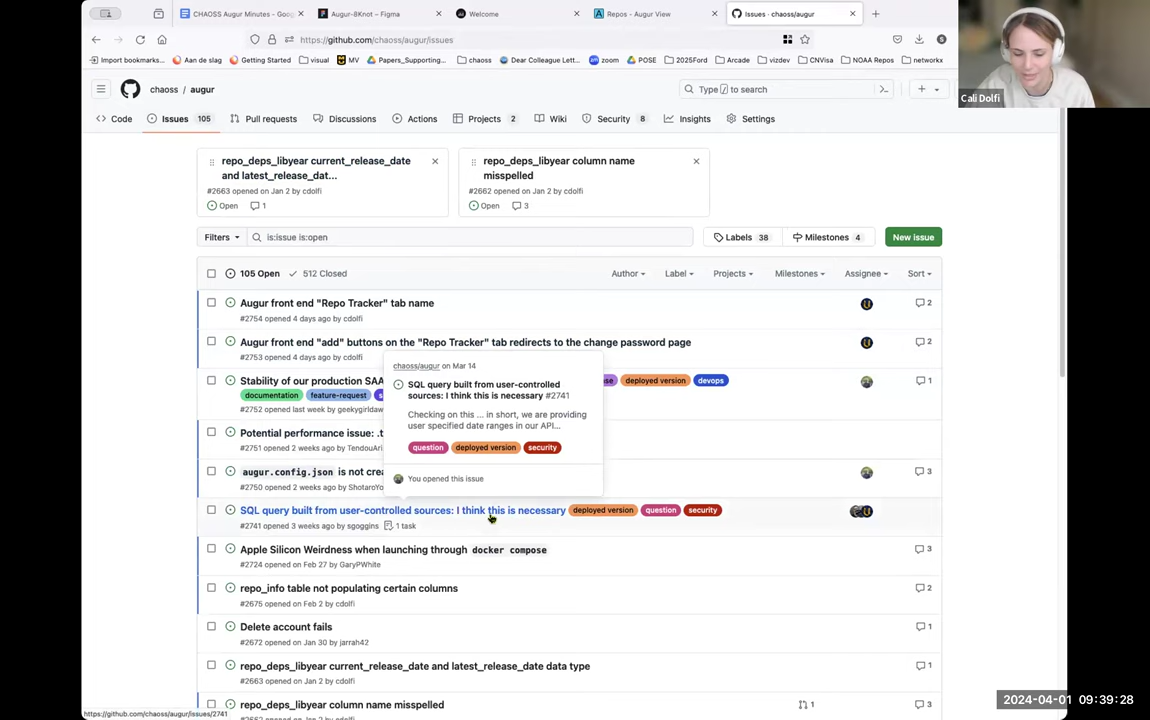 CHAOSS Augur Minutes - Goo
Augur-8Knot – Figma
Welcome
Repos - Augur View
Issues · chaoss/augur
https://github.com/chaoss/augur/issues
Import bookmarks...
Aan de slag
Getting Started
visual
MV
Papers_Supporting...
chaoss
Dear Colleague Lett...
zoom
POSE
2025Ford
Arcade
vizdev
CNVisa
NOAA Repos
networkx
Cali Dolfi
chaoss / augur
Type / to search
Code
Issues 105
Pull requests
Discussions
Actions
Projects 2
Wiki
Security 8
Insights
Settings
repo_deps_libyear current_release_date
and latest_release_dat...
#2663 opened on Jan 2 by cdolfi
Open 1
repo_deps_libyear column name
misspelled
#2662 opened on Jan 2 by cdolfi
Open 3
Filters
is:issue is:open
Labels 38
Milestones 4
New issue
105 Open
512 Closed
Author
Label
Projects
Milestones
Assignee
Sort
Augur front end "Repo Tracker" tab name
2
#2754 opened 4 days ago by cdolfi
Augur front end "add" buttons on the "Repo Tracker" tab redirects to the change password page
2
#2753 opened 4 days ago by cdolfi
Stability of our production SAA
deployed version
devops
1
documentation
feature-request
#2752 opened last week by geekygirldaw
Potential performance issue: .t
#2751 opened 2 weeks ago by TendouAri
augur.config.json is not crea
3
#2750 opened 2 weeks ago by ShotaroYo
chaoss/augur on Mar 14
SQL query built from user-controlled
sources: I think this is necessary #2741
Checking on this ... in short, we are providing
user specified date ranges in our API...
question
deployed version
security
You opened this issue
SQL query built from user-controlled sources: I think this is necessary
deployed version
question
security
#2741 opened 3 weeks ago by sgoggins 1 task
Apple Silicon Weirdness when launching through docker compose
3
#2724 opened on Feb 27 by GaryPWhite
repo_info table not populating certain columns
2
#2675 opened on Feb 2 by cdolfi
Delete account fails
1
#2672 opened on Jan 30 by jarrah42
repo_deps_libyear current_release_date and latest_release_date data type
1
#2663 opened on Jan 2 by cdolfi
repo_deps_libyear column name misspelled
1
3
https://github.com/chaoss/augur/issues/2741
2024-04-01 09:39:28